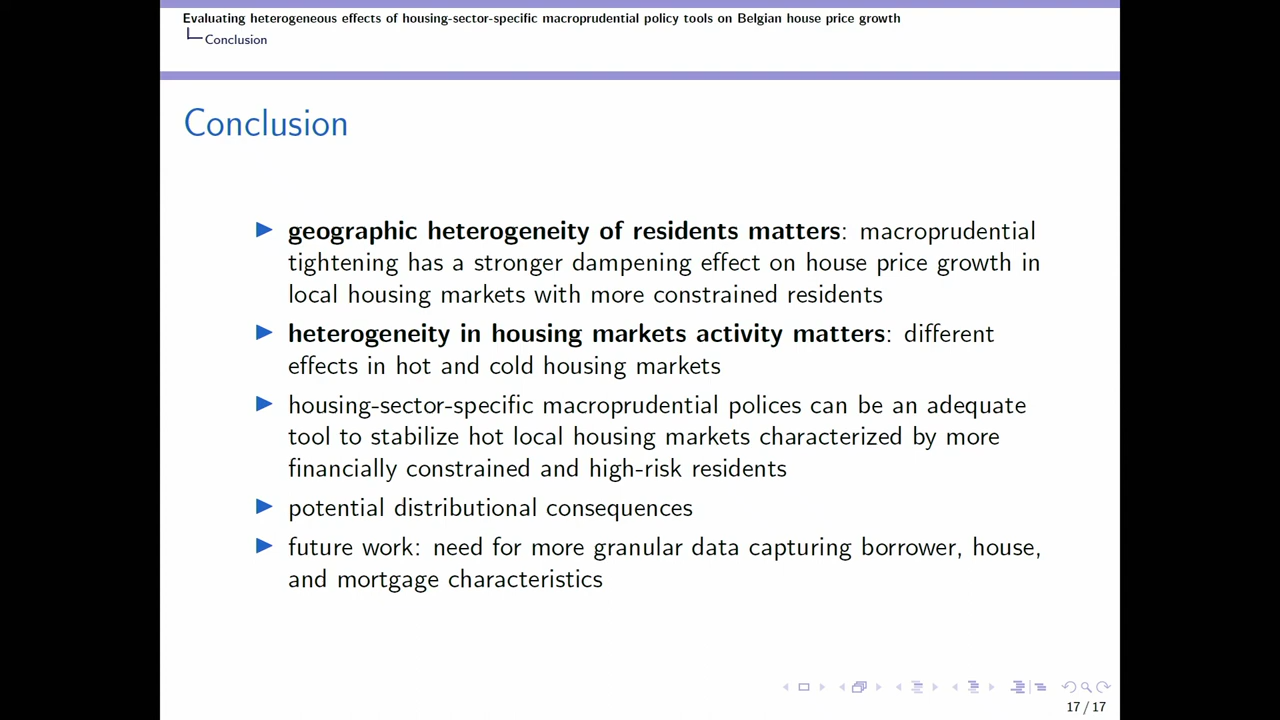 Evaluating heterogeneous effects of housing-sector-specific macroprudential policy tools on Belgian house price growth
Conclusion
Conclusion
geographic heterogeneity of residents matters: macroprudential
tightening has a stronger dampening effect on house price growth in
local housing markets with more constrained residents
heterogeneity in housing markets activity matters: different
effects in hot and cold housing markets
housing-sector-specific macroprudential polices can be an adequate
tool to stabilize hot local housing markets characterized by more
financially constrained and high-risk residents
potential distributional consequences
future work: need for more granular data capturing borrower, house,
and mortgage characteristics
17 / 17